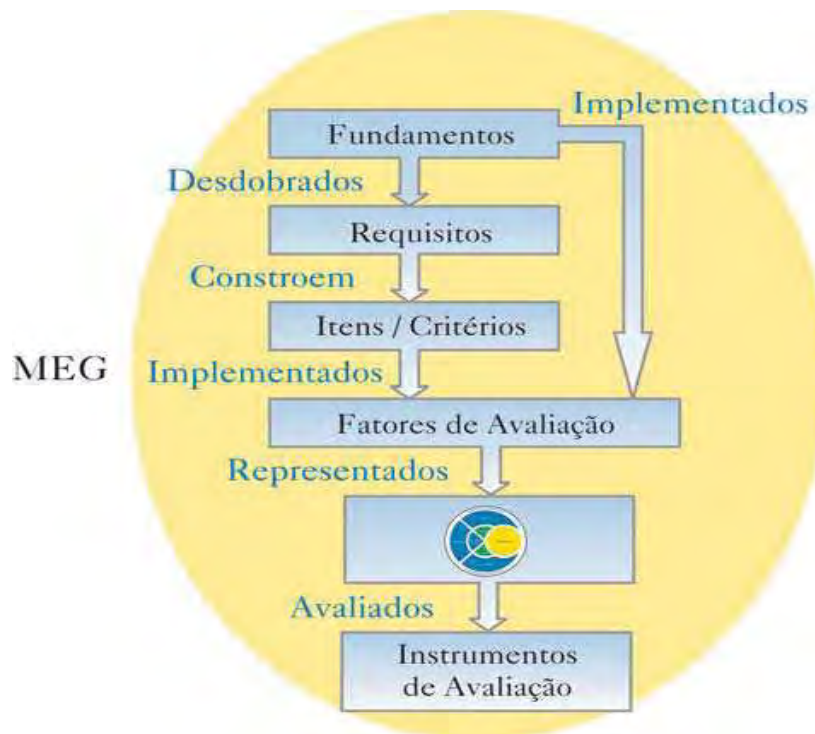 Implementados
Fundamentos
Desdobrados
Requisitos
Constroem
Itens / Critérios
MEG
Implementados
Fatores de Avaliação
Representados
Avaliados
Instrumentos
de Avaliação